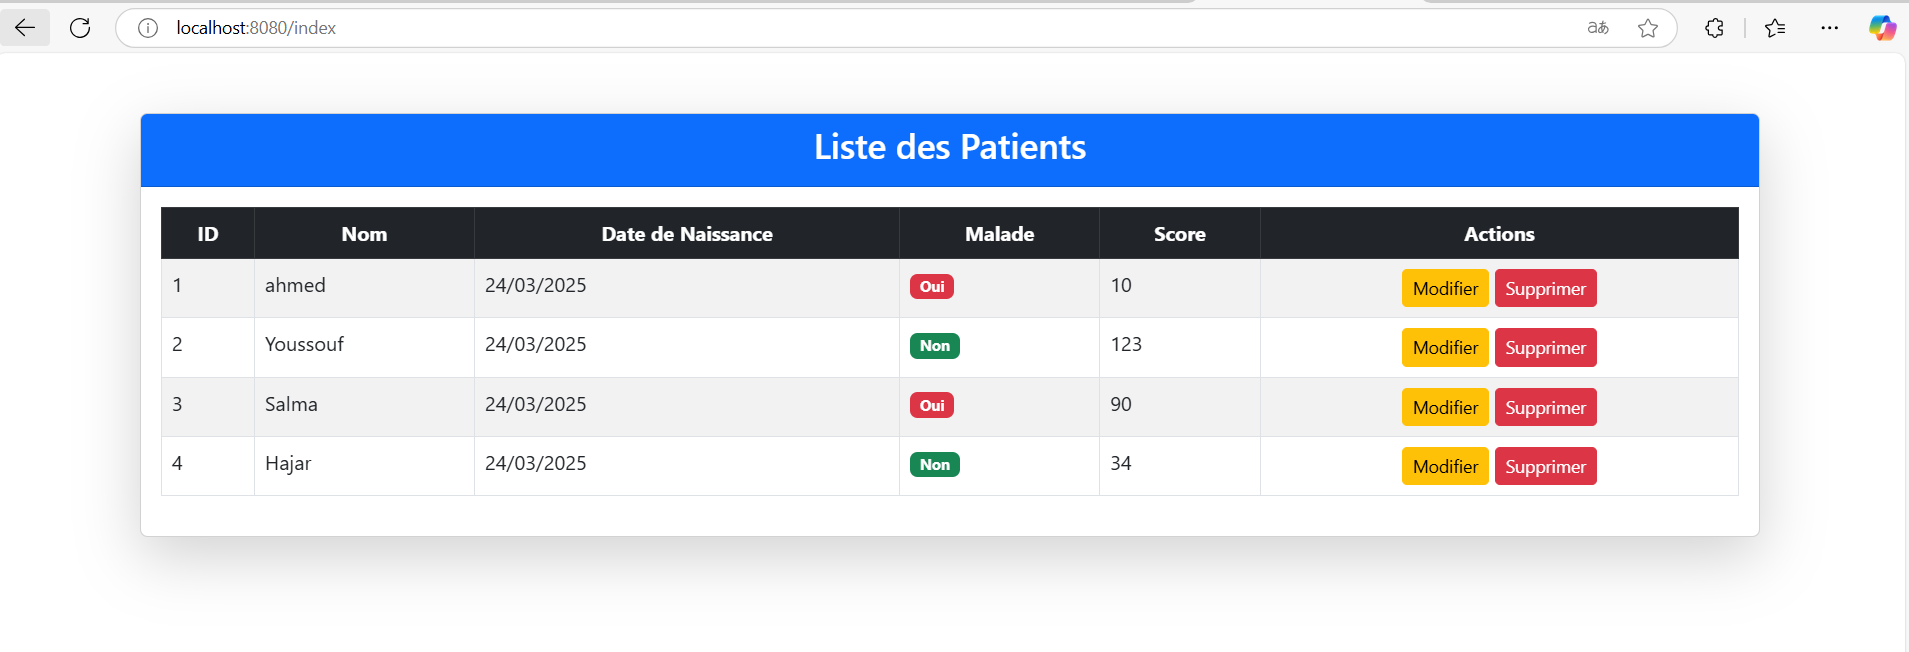 localhost:8080/index aあ
Liste des Patients
ID Nom Date de Naissance Malade Score Actions
1 ahmed 24/03/2025 Oui 10 Modifier Supprimer
2 Youssouf 24/03/2025 Non 123 Modifier Supprimer
3 Salma 24/03/2025 Oui 90 Modifier Supprimer
4 Hajar 24/03/2025 Non 34 Modifier Supprimer